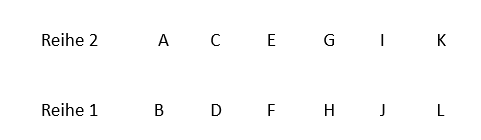 Reihe 2 A C E G I K
Reihe 1 B D F H J L